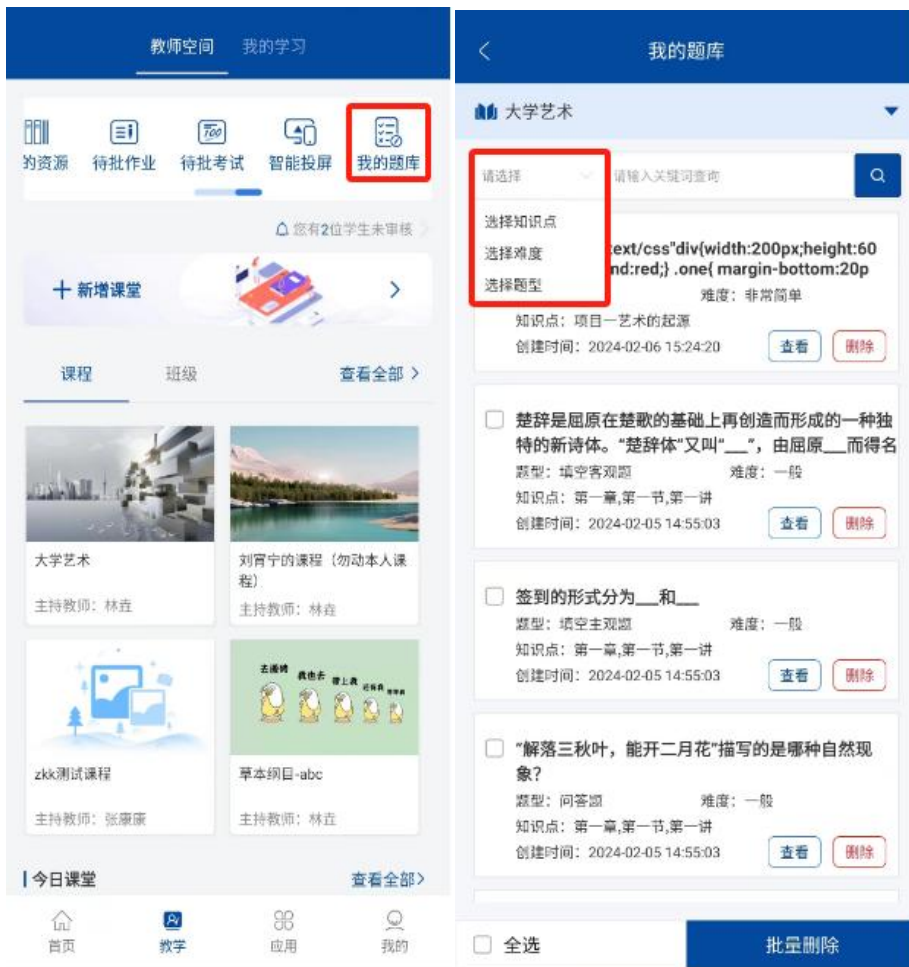 教师空间 我的学习
的资源 待批作业 待批考试 智能投屏 我的题库
您有2位学生未审核
新增课堂
课程 班级 查看全部
大学艺术
主持教师：林垚
刘宵宁的课程（勿动本人课程）
主持教师：林垚
去搬砖 我也去 带上我 还有我
zkk测试课程
主持教师：张康康
草本纲目-abc
主持教师：林垚
今日课堂 查看全部
首页 教学 应用 我的
我的题库
大学艺术
请选择 请输入关键词查询
选择知识点
选择难度
选择题型
ext/css"div{width:200px;height:60
nd:red;} .one{ margin-bottom:20p
难度：非常简单
知识点：项目一艺术的起源
创建时间：2024-02-06 15:24:20 查看 删除
楚辞是屈原在楚歌的基础上再创造而形成的一种独
特的新诗体。“楚辞体”又叫“___”，由屈原___而得名
题型：填空客观题 难度：一般
知识点：第一章,第一节,第一讲
创建时间：2024-02-05 14:55:03 查看 删除
签到的形式分为___和___
题型：填空主观题 难度：一般
知识点：第一章,第一节,第一讲
创建时间：2024-02-05 14:55:03 查看 删除
“解落三秋叶，能开二月花”描写的是哪种自然现
象？
题型：问答题 难度：一般
知识点：第一章,第一节,第一讲
创建时间：2024-02-05 14:55:03 查看 删除
全选 批量删除